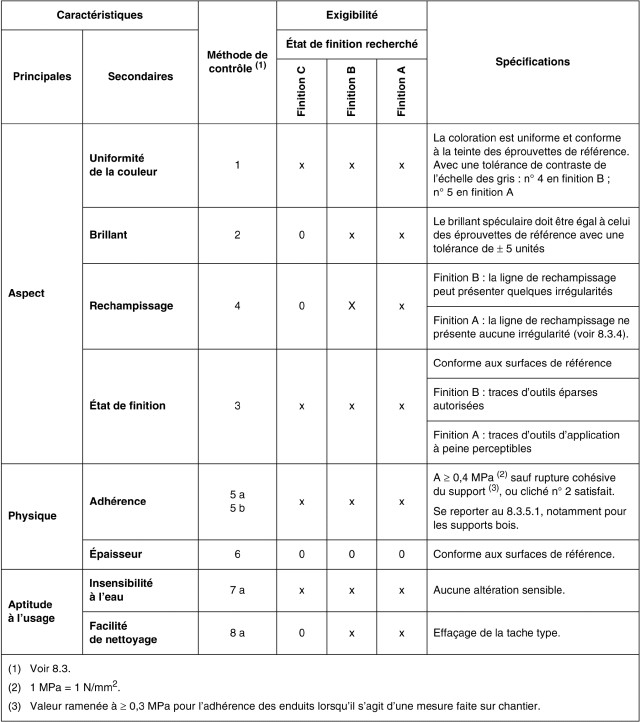 Caractéristiques
Méthode de
contrôle (1)
Exigibilité
Spécifications
État de finition recherché
Principales
Secondaires
Finition C
Finition B
Finition A
Aspect
Uniformité
de la couleur
1
x
x
x
La coloration est uniforme et conforme
à la teinte des éprouvettes de référence.
Avec une tolérance de contraste de
l'échelle des gris : n° 4 en finition B ;
n° 5 en finition A
Brillant
2
0
x
x
Le brillant spéculaire doit être égal à celui
des éprouvettes de référence avec une
tolérance de ± 5 unités
Rechampissage
4
0
X
x
Finition B : la ligne de rechampissage
peut présenter quelques irrégularités
Finition A : la ligne de rechampissage ne
présente aucune irrégularité (voir 8.3.4).
État de finition
3
x
x
x
Conforme aux surfaces de référence
Finition B : traces d'outils éparses
autorisées
Finition A : traces d'outils d'application
à peine perceptibles
Physique
Adhérence
5 a
5 b
x
x
x
A ≥ 0,4 MPa (2) sauf rupture cohésive
du support (3), ou cliché n° 2 satisfait.
Se reporter au 8.3.5.1, notamment pour
les supports bois.
Épaisseur
6
0
0
0
Conforme aux surfaces de référence.
Aptitude
à l'usage
Insensibilité
à l'eau
7 a
x
x
x
Aucune altération sensible.
Facilité
de nettoyage
8 a
0
x
x
Effaçage de la tache type.
(1) Voir 8.3.
(2) 1 MPa = 1 N/mm2.
(3) Valeur ramenée à ≥ 0,3 MPa pour l'adhérence des enduits lorsqu'il s'agit d'une mesure faite sur chantier.